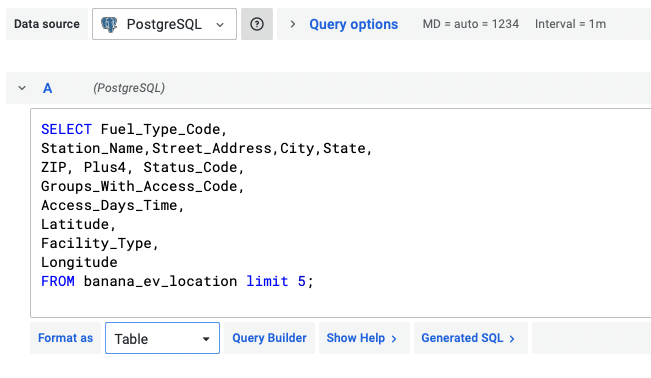 Data source PostgreSQL Query options MD = auto = 1234 Interval = 1m
A (PostgreSQL)
SELECT Fuel_Type_Code,
Station_Name,Street_Address,City,State,
ZIP, Plus4, Status_Code,
Groups_With_Access_Code,
Access_Days_Time,
Latitude,
Facility_Type,
Longitude
FROM banana_ev_location limit 5;
Format as Table Query Builder Show Help > Generated SQL >